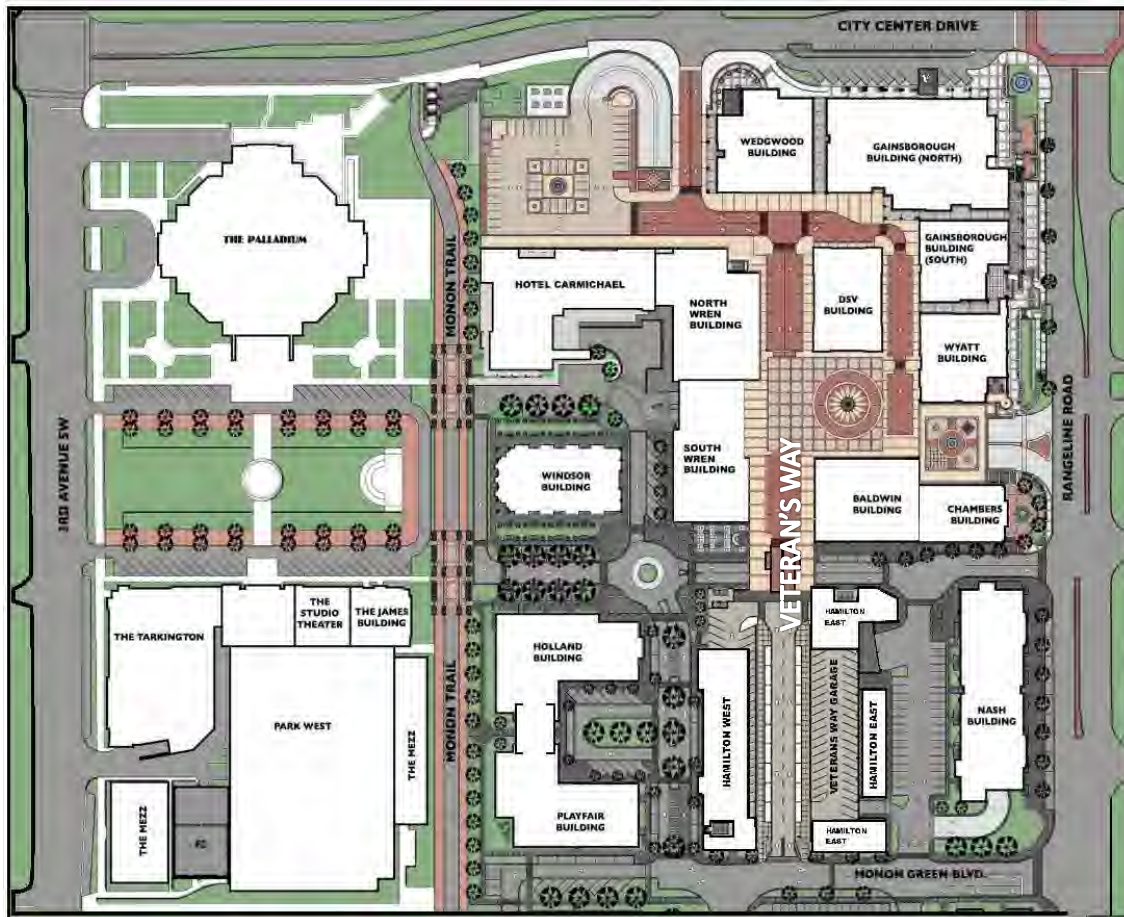 CITY CENTER DRIVE
WEDGWOOD
BUILDING
GAINSBOROUGH
BUILDING (NORTH)
THE PALLADIUM
GAINSBOROUGH
BUILDING
(SOUTH)
MONON TRAIL
HOTEL CARMICHAEL
NORTH
WREN
BUILDING
DSV
BUILDING
WYATT
BUILDING
3RD AVENUE SW
RANGELINE ROAD
WINDSOR
BUILDING
SOUTH
WREN
BUILDING
VETERAN'S WAY
BALDWIN
BUILDING
CHAMBERS
BUILDING
THE TARKINGTON
THE
STUDIO
THEATER
THE JAMES
BUILDING
HAMILTON
EAST
HOLLAND
BUILDING
PARK WEST
MONON TRAIL
THE MEZZ
HAMILTON WEST
VETERANS WAY GARAGE
HAMILTON EAST
NASH
BUILDING
THE MEZZ
PLAYFAIR
BUILDING
HAMILTON
EAST
MONON GREEN BLVD.